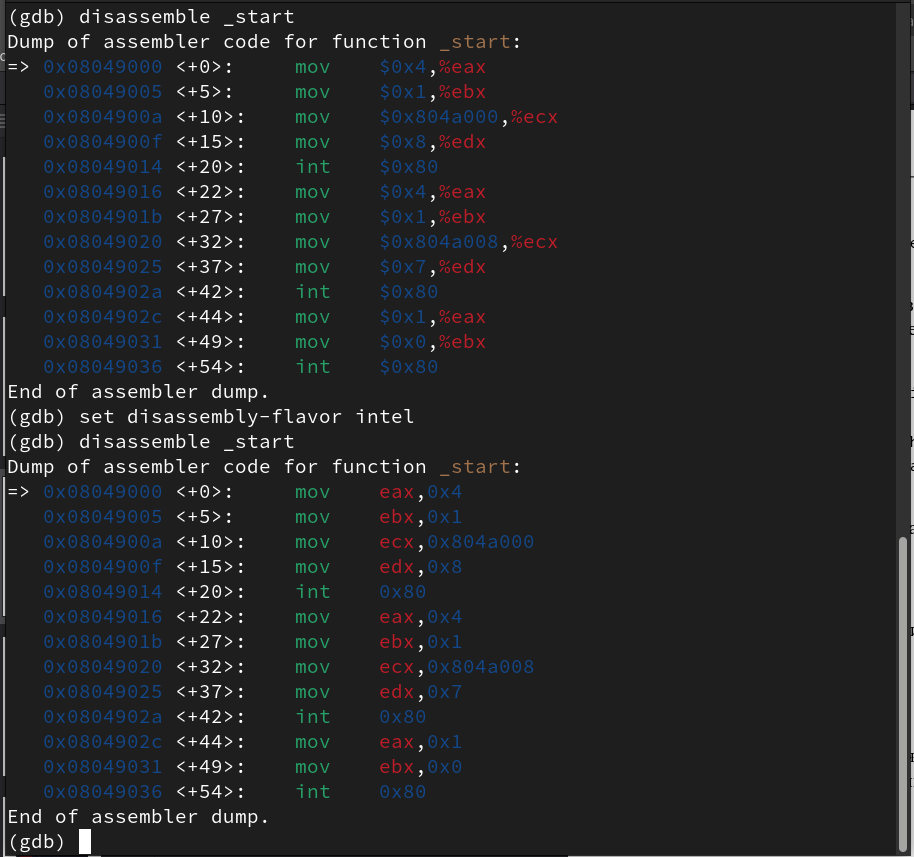 (gdb) disassemble _start
Dump of assembler code for function _start:
=> 0x08049000 <+0>:     mov    $0x4,%eax
   0x08049005 <+5>:     mov    $0x1,%ebx
   0x0804900a <+10>:    mov    $0x804a000,%ecx
   0x0804900f <+15>:    mov    $0x8,%edx
   0x08049014 <+20>:    int    $0x80
   0x08049016 <+22>:    mov    $0x4,%eax
   0x0804901b <+27>:    mov    $0x1,%ebx
   0x08049020 <+32>:    mov    $0x804a008,%ecx
   0x08049025 <+37>:    mov    $0x7,%edx
   0x0804902a <+42>:    int    $0x80
   0x0804902c <+44>:    mov    $0x1,%eax
   0x08049031 <+49>:    mov    $0x0,%ebx
   0x08049036 <+54>:    int    $0x80
End of assembler dump.
(gdb) set disassembly-flavor intel
(gdb) disassemble _start
Dump of assembler code for function _start:
=> 0x08049000 <+0>:     mov    eax,0x4
   0x08049005 <+5>:     mov    ebx,0x1
   0x0804900a <+10>:    mov    ecx,0x804a000
   0x0804900f <+15>:    mov    edx,0x8
   0x08049014 <+20>:    int    0x80
   0x08049016 <+22>:    mov    eax,0x4
   0x0804901b <+27>:    mov    ebx,0x1
   0x08049020 <+32>:    mov    ecx,0x804a008
   0x08049025 <+37>:    mov    edx,0x7
   0x0804902a <+42>:    int    0x80
   0x0804902c <+44>:    mov    eax,0x1
   0x08049031 <+49>:    mov    ebx,0x0
   0x08049036 <+54>:    int    0x80
End of assembler dump.
(gdb)